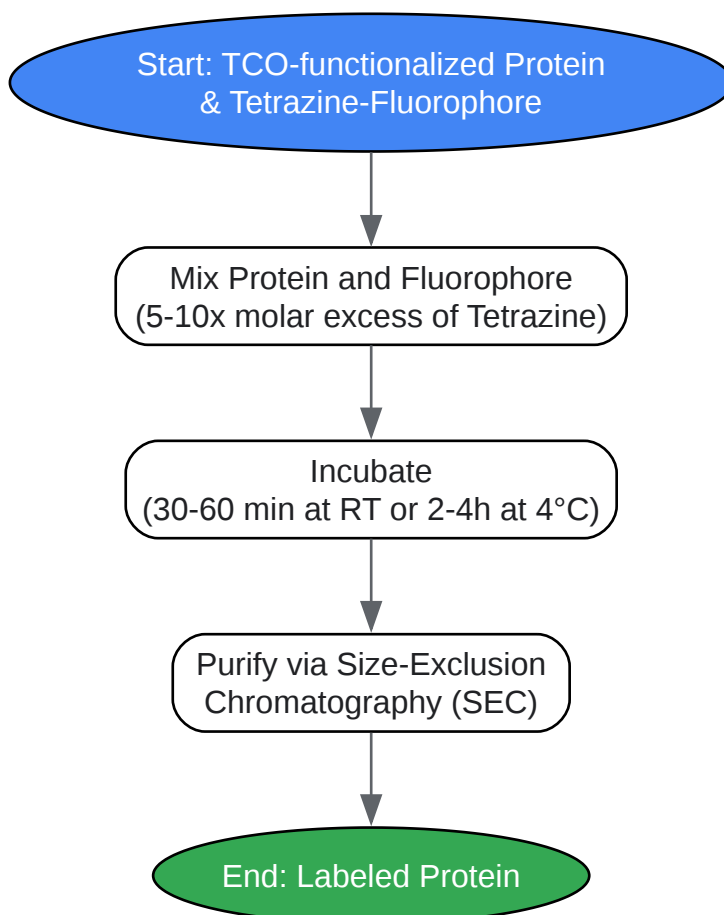 Start: TCO-functionalized Protein
& Tetrazine-Fluorophore
Mix Protein and Fluorophore
(5-10x molar excess of Tetrazine)
Incubate
(30-60 min at RT or 2-4h at 4°C)
Purify via Size-Exclusion
Chromatography (SEC)
End: Labeled Protein